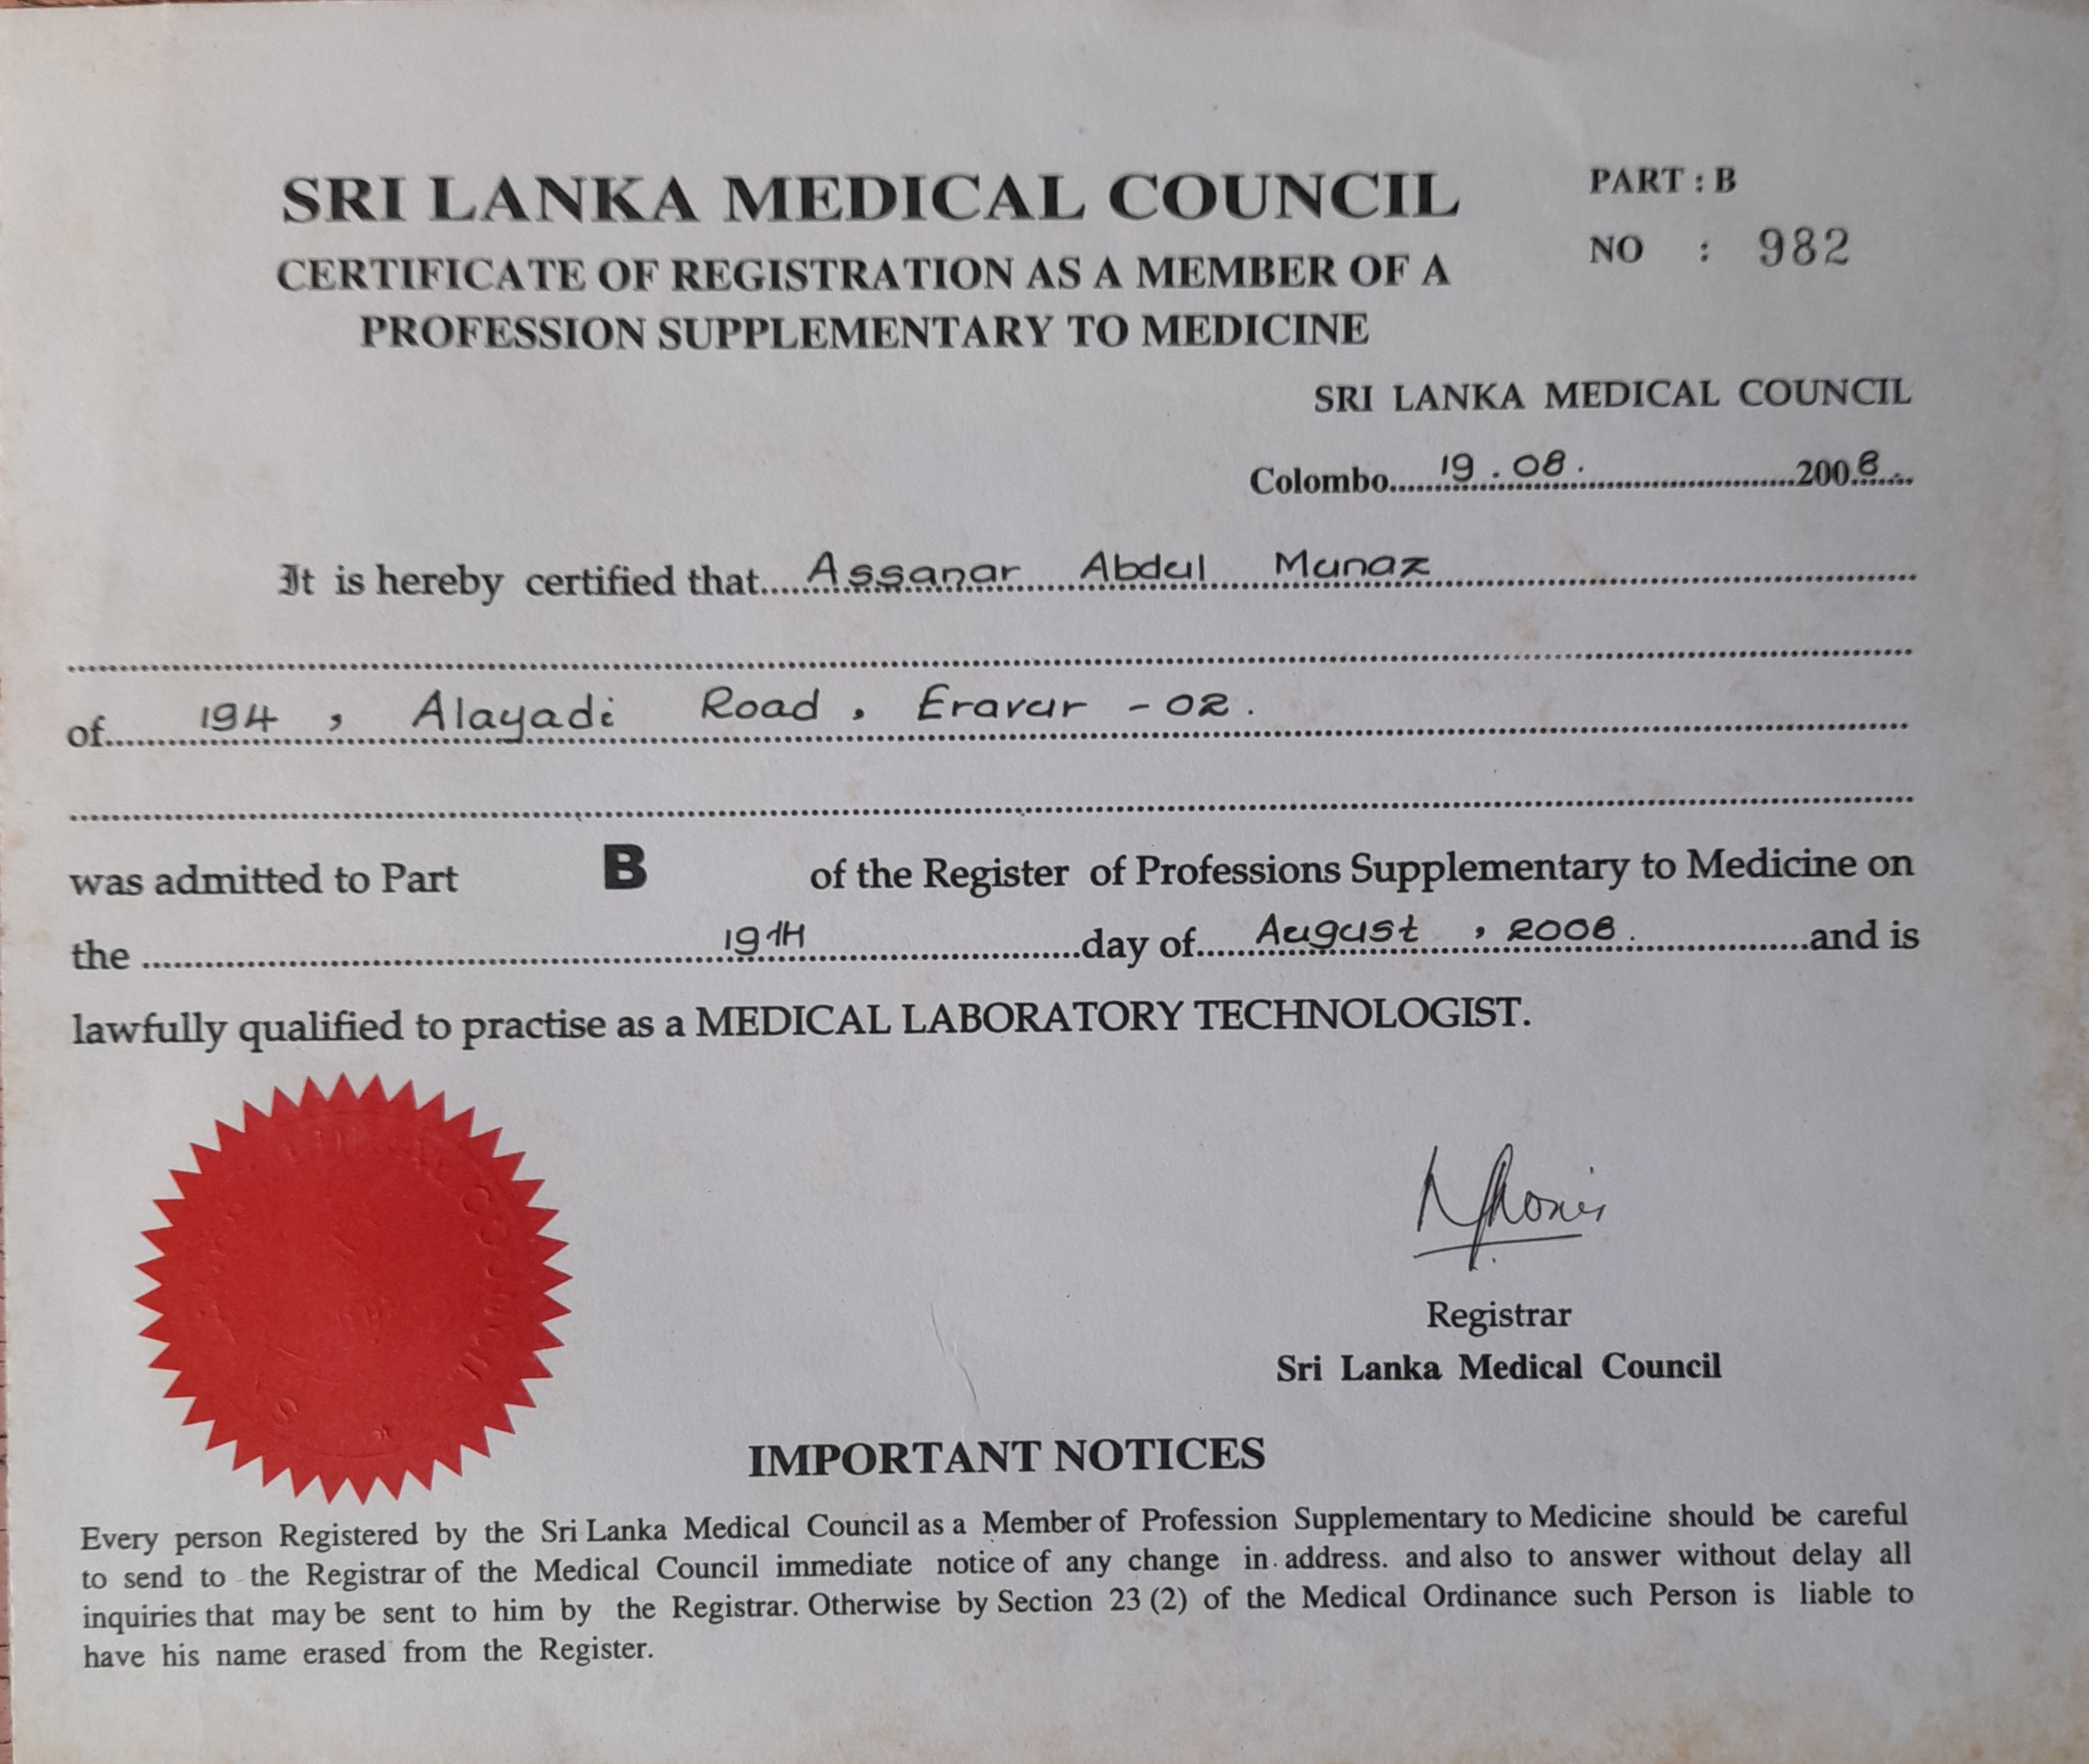 SRI LANKA MEDICAL COUNCIL
CERTIFICATE OF REGISTRATION AS A MEMBER OF A
PROFESSION SUPPLEMENTARY TO MEDICINE
PART : B
NO : 982
SRI LANKA MEDICAL COUNCIL
Colombo....19.08.....2008...
It is hereby certified that....Assanar Abdul Munaz....
of....194, Alayadi Road, Eravur -02.....
was admitted to Part B of the Register of Professions Supplementary to Medicine on
the ....19TH....day of....August, 2008.....and is
lawfully qualified to practise as a MEDICAL LABORATORY TECHNOLOGIST.
Registrar
Sri Lanka Medical Council
IMPORTANT NOTICES
Every person Registered by the Sri Lanka Medical Council as a Member of Profession Supplementary to Medicine should be careful
to send to the Registrar of the Medical Council immediate notice of any change in. address. and also to answer without delay all
inquiries that may be sent to him by the Registrar. Otherwise by Section 23 (2) of the Medical Ordinance such Person is liable to
have his name erased from the Register.